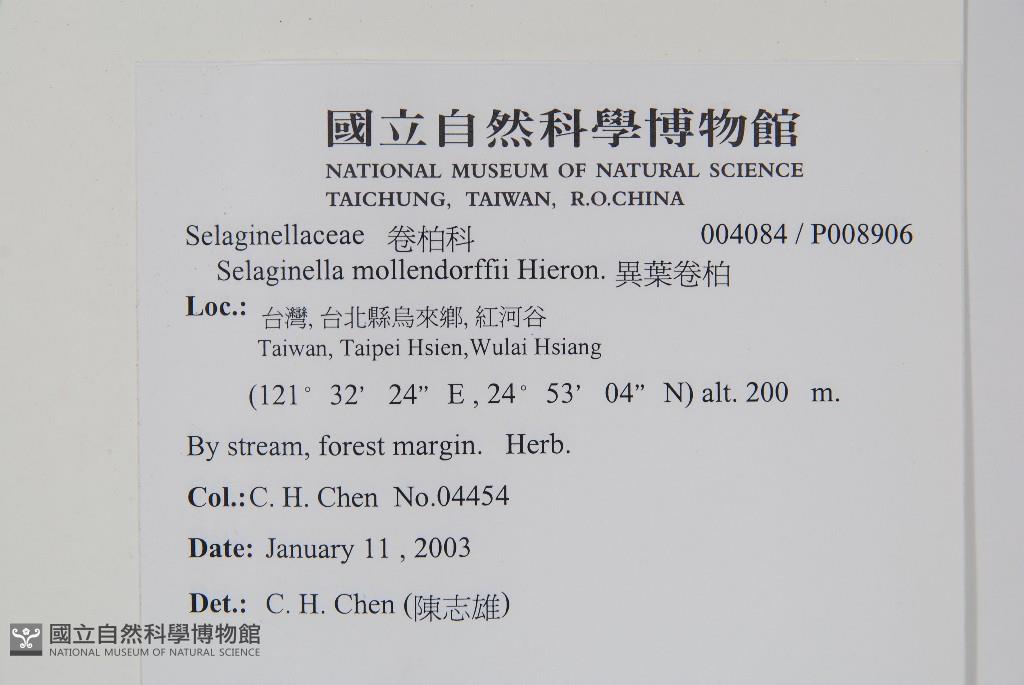 國立自然科學博物館
NATIONAL MUSEUM OF NATURAL SCIENCE
TAICHUNG, TAIWAN, R.O.CHINA
Selaginellaceae 卷柏科 004084 / P008906
Selaginella mollendorffii Hieron. 異葉卷柏
Loc.: 台灣, 台北縣烏來鄉, 紅河谷
Taiwan, Taipei Hsien,Wulai Hsiang
(121° 32’ 24” E , 24° 53’ 04” N) alt. 200 m.
By stream, forest margin. Herb.
Col.: C. H. Chen No.04454
Date: January 11 , 2003
Det.: C. H. Chen (陳志雄)
國立自然科學博物館
NATIONAL MUSEUM OF NATURAL SCIENCE